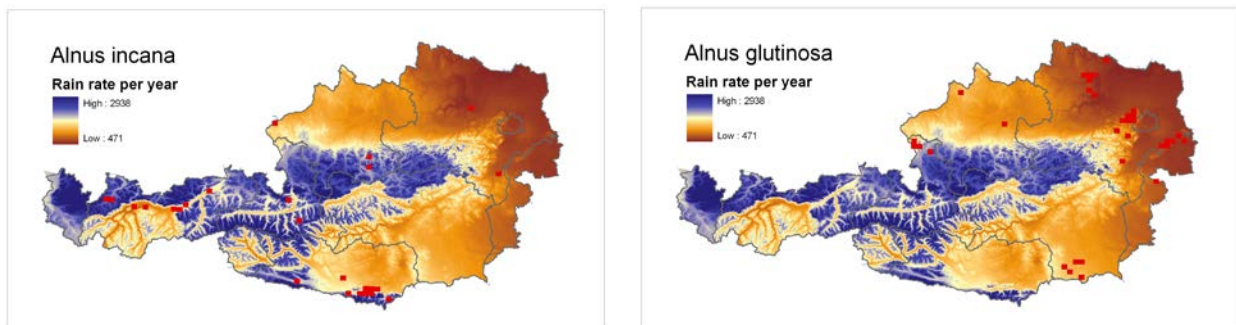 Alnus incana
Rain rate per year
High : 2938
Low : 471
Alnus glutinosa
Rain rate per year
High : 2938
Low : 471